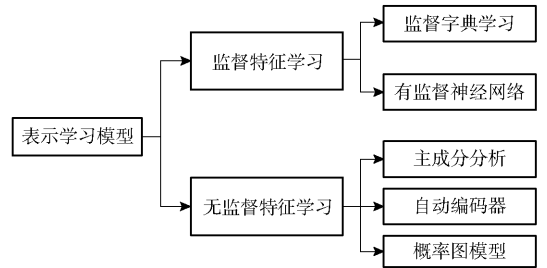 表示学习模型
监督特征学习
监督字典学习
有监督神经网络
无监督特征学习
主成分分析
自动编码器
概率图模型